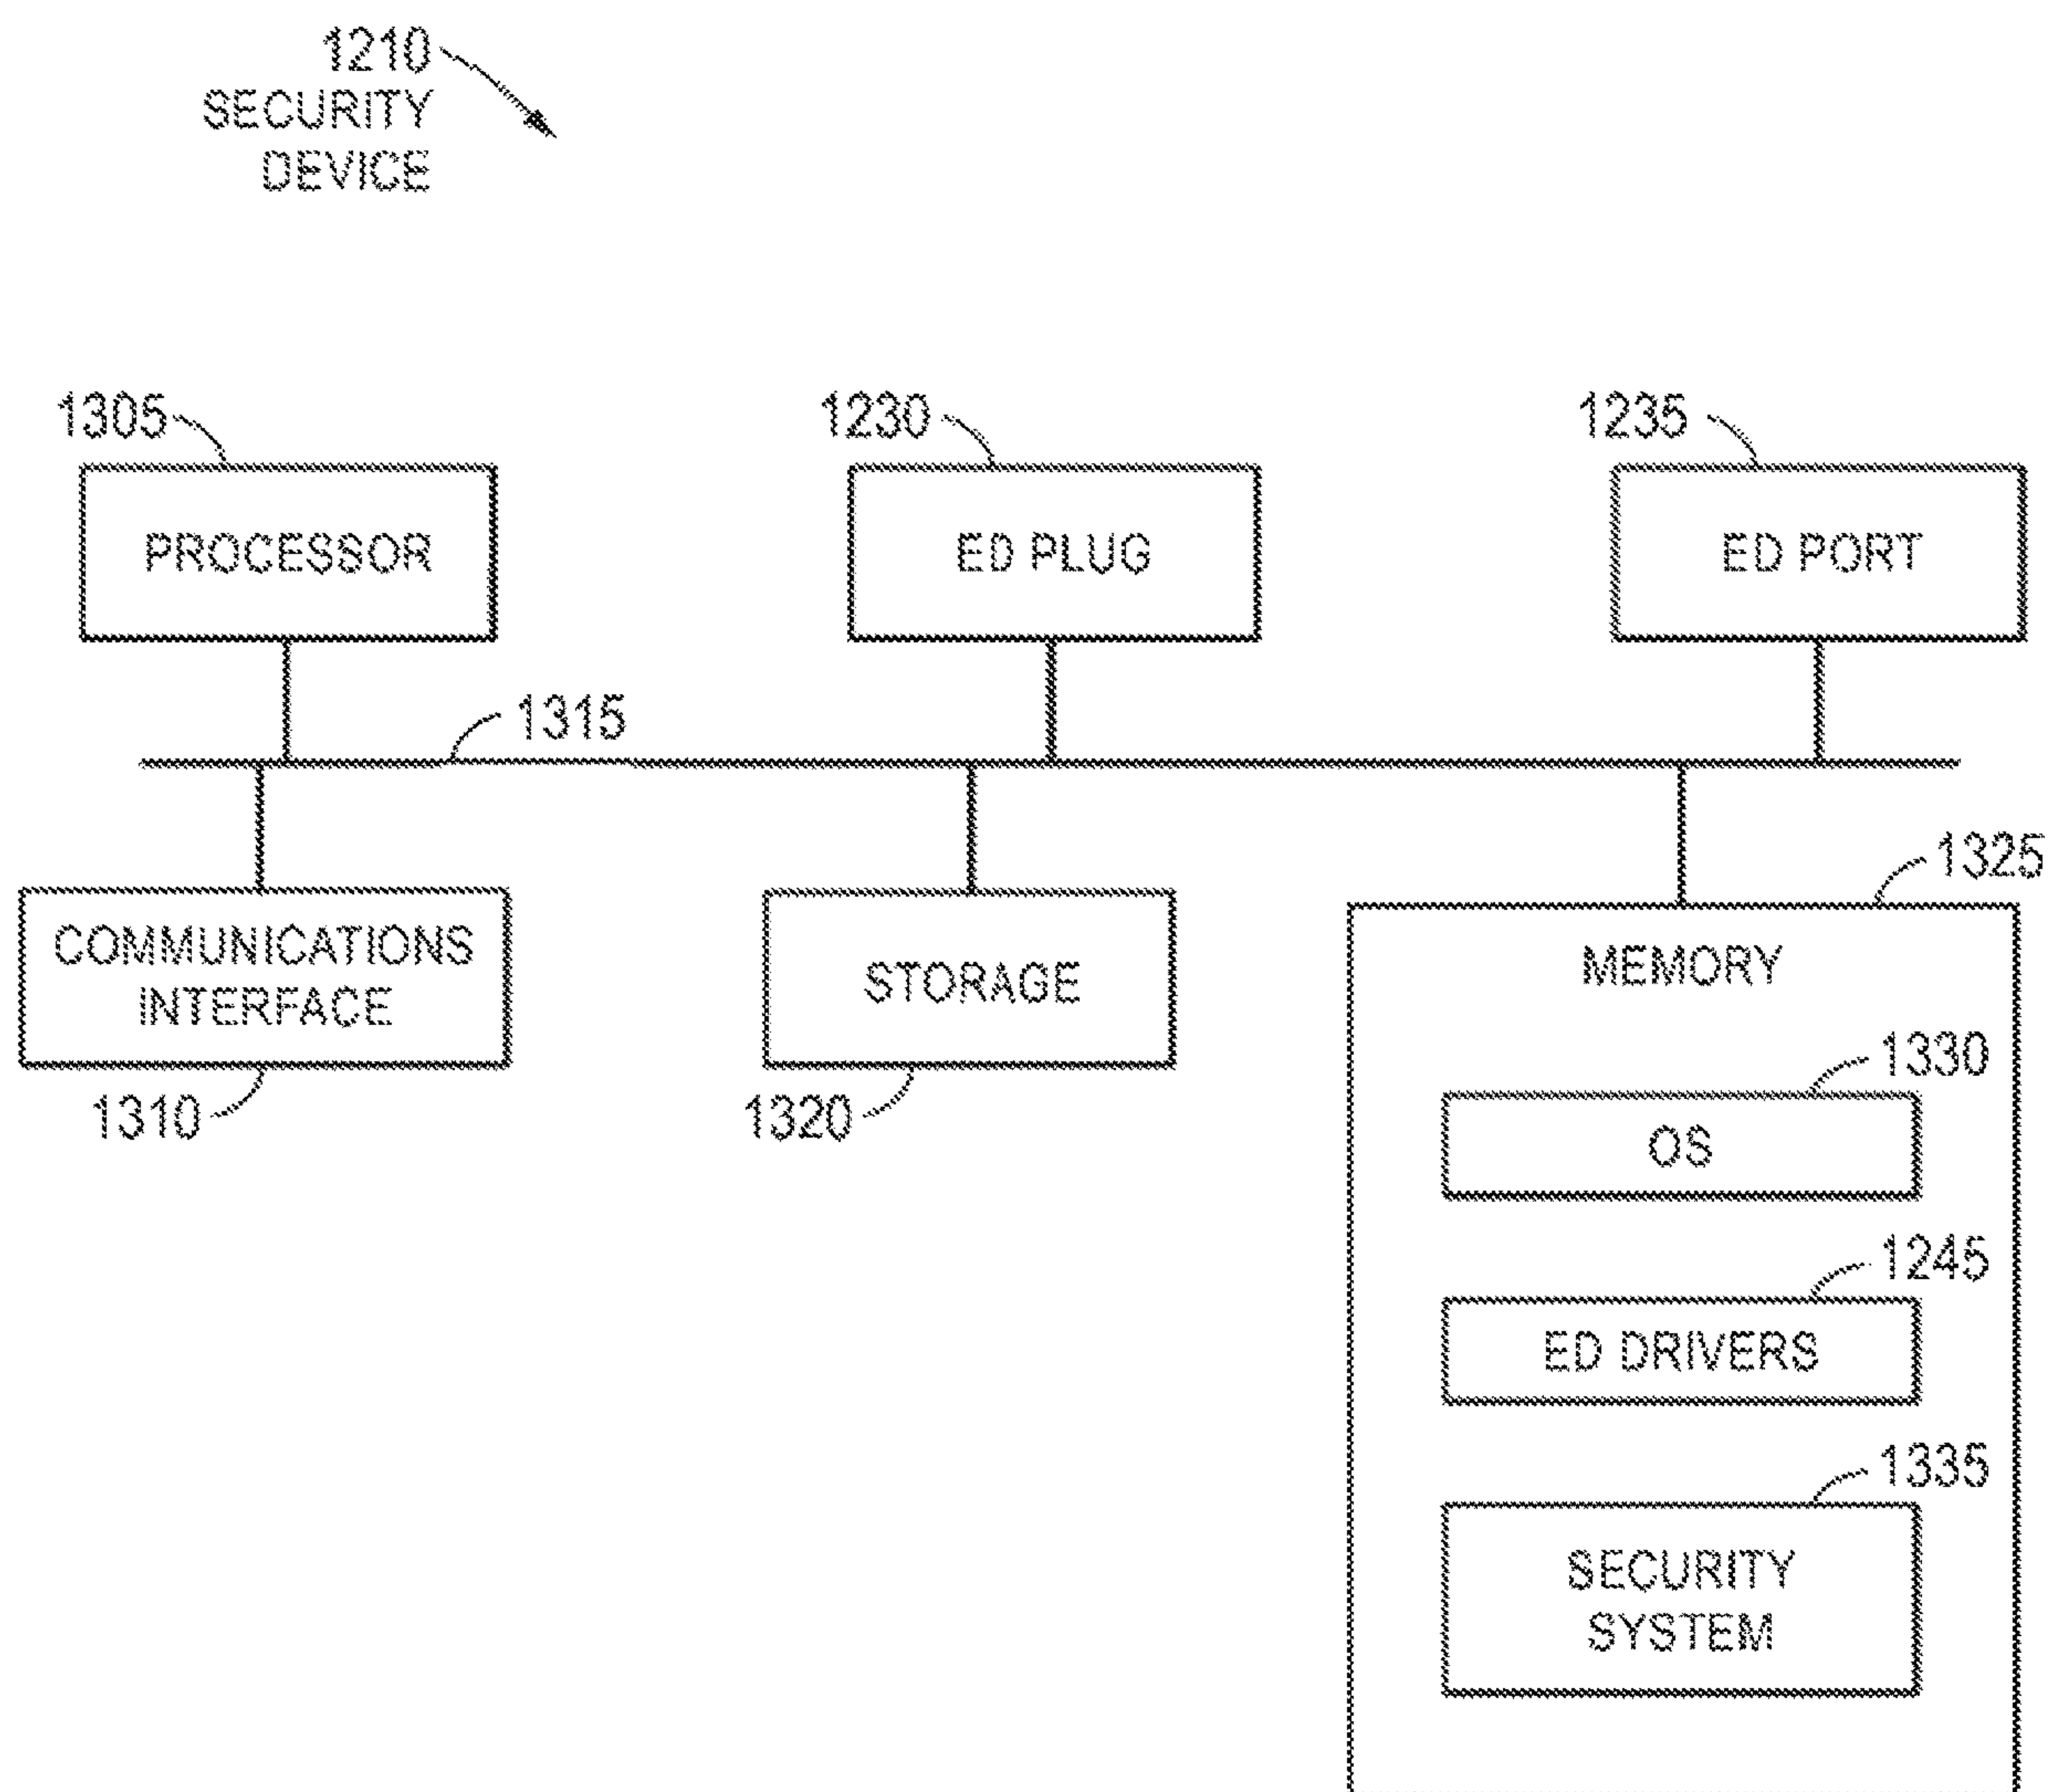 1210
SECURITY
DEVICE
1305
1230
1235
PROCESSOR
ED PLUG
ED PORT
1315
1325
COMMUNICATIONS
INTERFACE
STORAGE
MEMORY
1310
1320
1330
OS
1245
ED DRIVERS
1335
SECURITY
SYSTEM